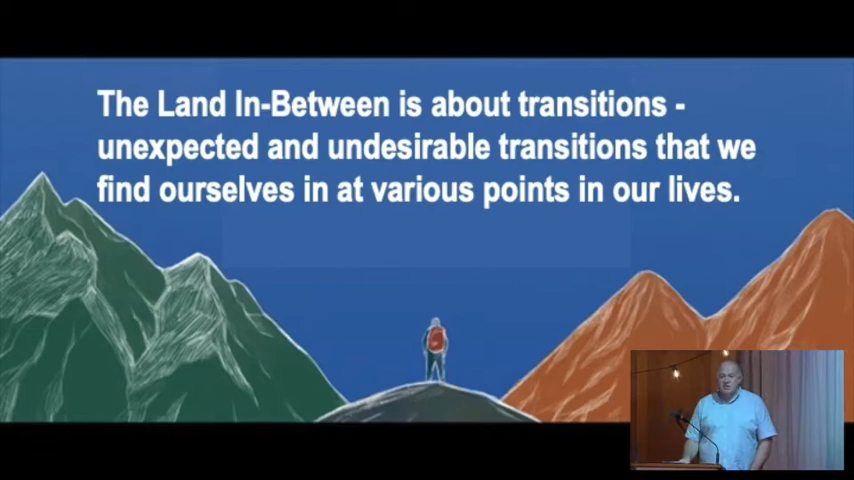 The Land In-Between is about transitions -
unexpected and undesirable transitions that we
find ourselves in at various points in our lives.